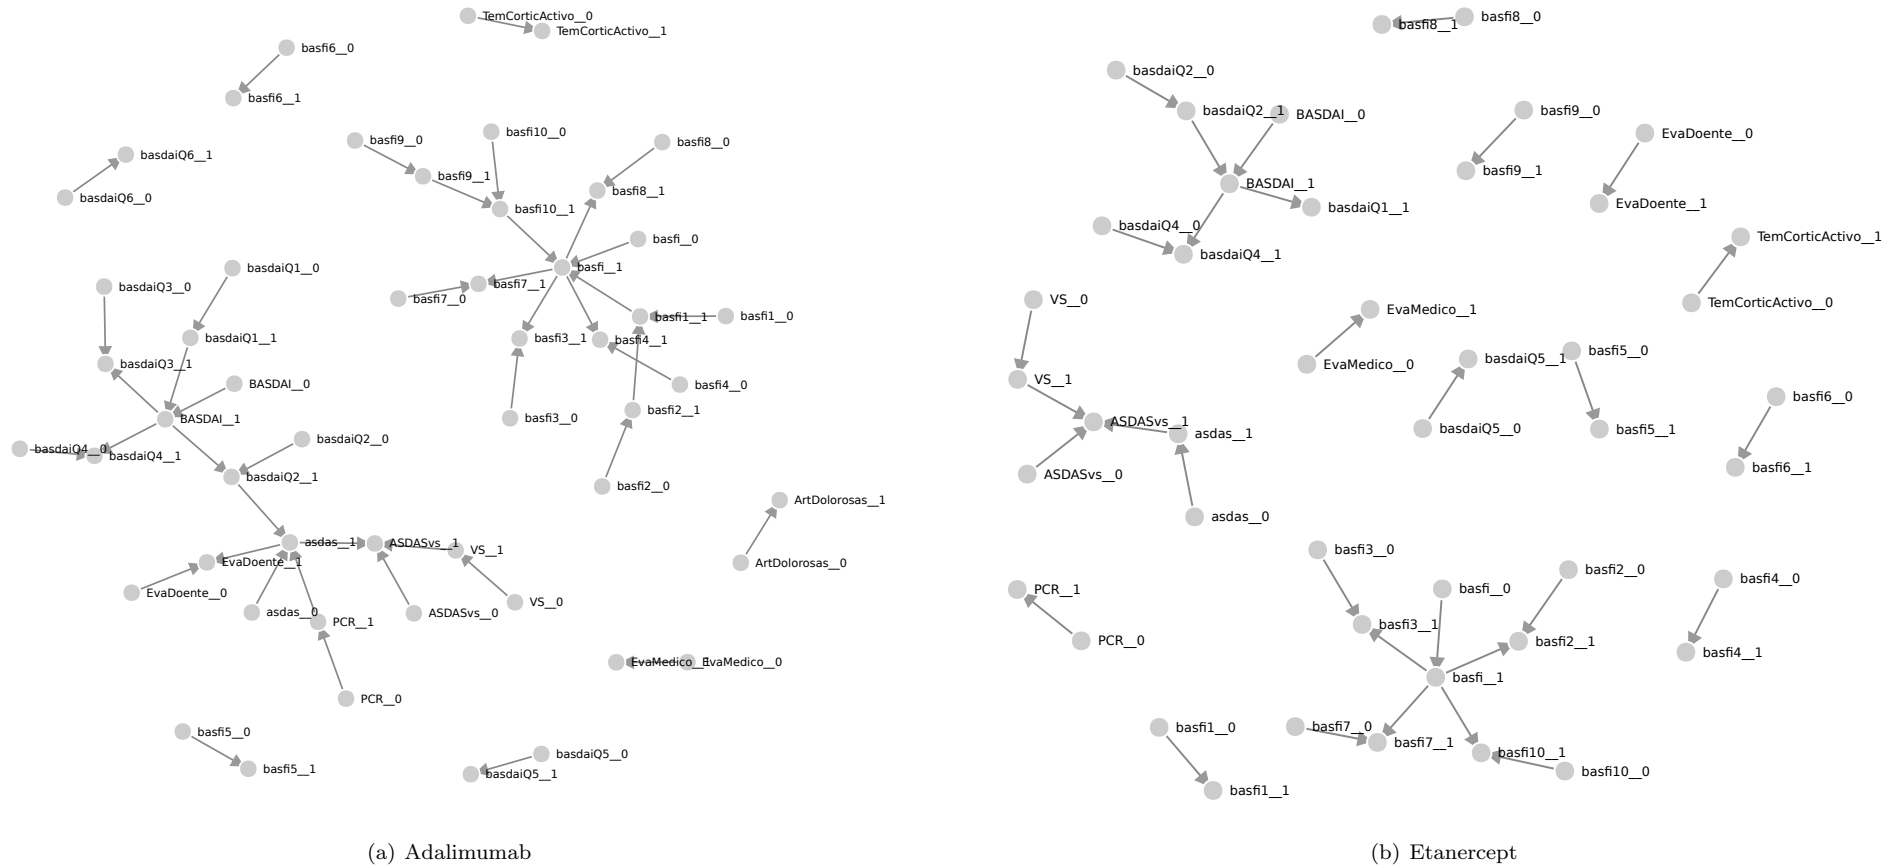 TemCorticActivo__0
TemCorticActivo__1
basfi6__0
basfi6__1
basdaiQ6__1
basdaiQ6__0
basfi9__0
basfi10__0
basfi8__0
basfi9__1
basfi8__1
basfi10__1
basfi__0
basfi__1
basfi7__1
basfi7__0
basfi1__1
basfi1__0
basfi3__1
basfi4__1
basfi4__0
basfi2__1
basfi3__0
basfi2__0
basdaiQ1__0
basdaiQ3__0
basdaiQ1__1
basdaiQ3__1
BASDAI__0
BASDAI__1
basdaiQ2__0
basdaiQ4__0
basdaiQ4__1
basdaiQ2__1
asdas__1
ASDASvs__1
VS__1
EvaDoente__1
EvaDoente__0
asdas__0
PCR__1
ASDASvs__0
VS__0
ArtDolorosas__1
ArtDolorosas__0
EvaMedico__1
EvaMedico__0
PCR__0
basfi5__0
basfi5__1
basdaiQ5__0
basdaiQ5__1
(a) Adalimumab
basfi8__0
basfi8__1
basdaiQ2__0
basdaiQ2__1
BASDAI__0
basfi9__0
EvaDoente__0
basfi9__1
BASDAI__1
EvaDoente__1
basdaiQ1__1
basdaiQ4__0
basdaiQ4__1
TemCorticActivo__1
TemCorticActivo__0
VS__0
EvaMedico__1
EvaMedico__0
basdaiQ5__1
basfi5__0
VS__1
basfi6__0
ASDASvs__1
asdas__1
basdaiQ5__0
basfi5__1
basfi6__1
ASDASvs__0
asdas__0
basfi3__0
basfi2__0
basfi4__0
PCR__1
basfi__0
basfi3__1
basfi2__1
PCR__0
basfi4__1
basfi__1
basfi1__0
basfi7__0
basfi7__1
basfi10__1
basfi10__0
basfi1__1
(b) Etanercept